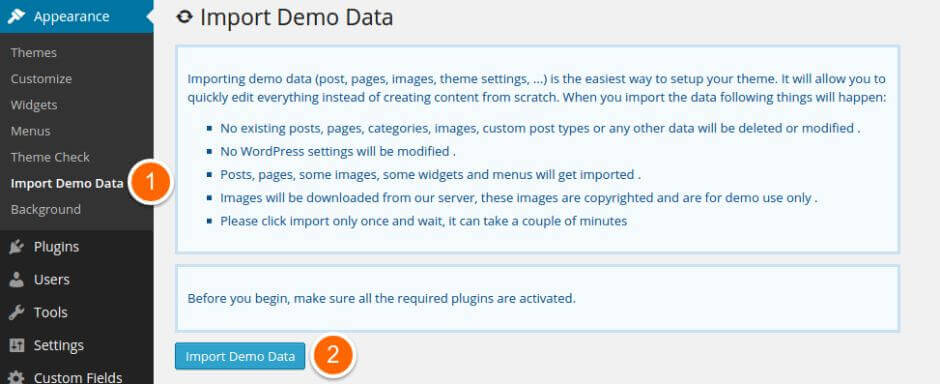 Appearance
Themes
Customize
Widgets
Menus
Theme Check
Import Demo Data
1
Background
Plugins
Users
Tools
Settings
Custom Fields
Import Demo Data
Importing demo data (post, pages, images, theme settings, ...) is the easiest way to setup your theme. It will allow you to
quickly edit everything instead of creating content from scratch. When you import the data following things will happen:
No existing posts, pages, categories, images, custom post types or any other data will be deleted or modified .
No WordPress settings will be modified .
Posts, pages, some images, some widgets and menus will get imported .
Images will be downloaded from our server, these images are copyrighted and are for demo use only .
Please click import only once and wait, it can take a couple of minutes
Before you begin, make sure all the required plugins are activated.
Import Demo Data
2